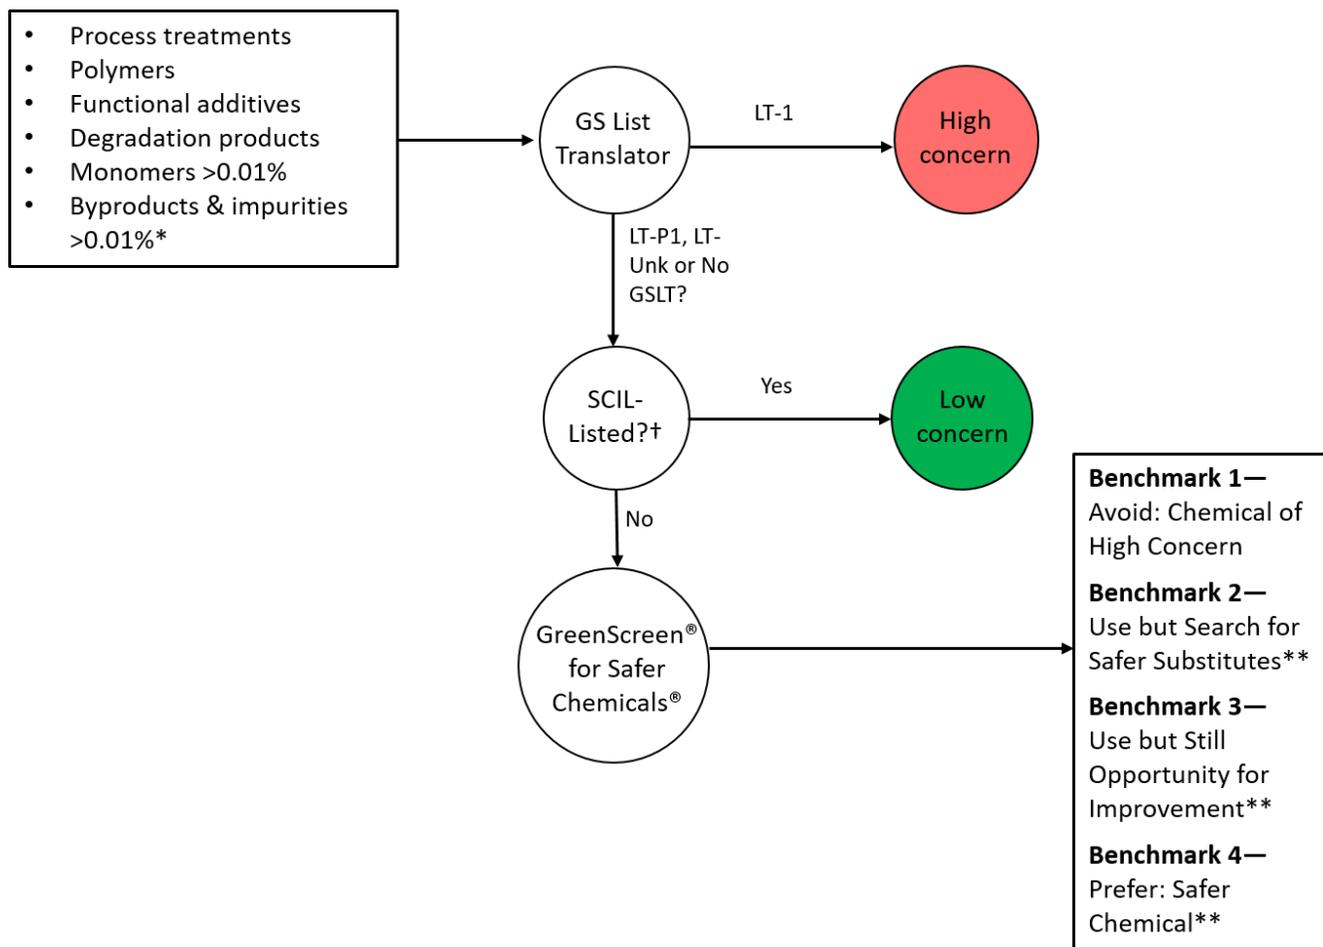 • Process treatments
• Polymers
• Functional additives
• Degradation products
• Monomers >0.01%
• Byproducts & impurities
>0.01%*
GS List
Translator
LT-1
High
concern
LT-P1, LT-
Unk or No
GSLT?
SCIL-
Listed?†
Yes
Low
concern
No
GreenScreen®
for Safer
Chemicals®
Benchmark 1—
Avoid: Chemical of
High Concern
Benchmark 2—
Use but Search for
Safer Substitutes**
Benchmark 3—
Use but Still
Opportunity for
Improvement**
Benchmark 4—
Prefer: Safer
Chemical**